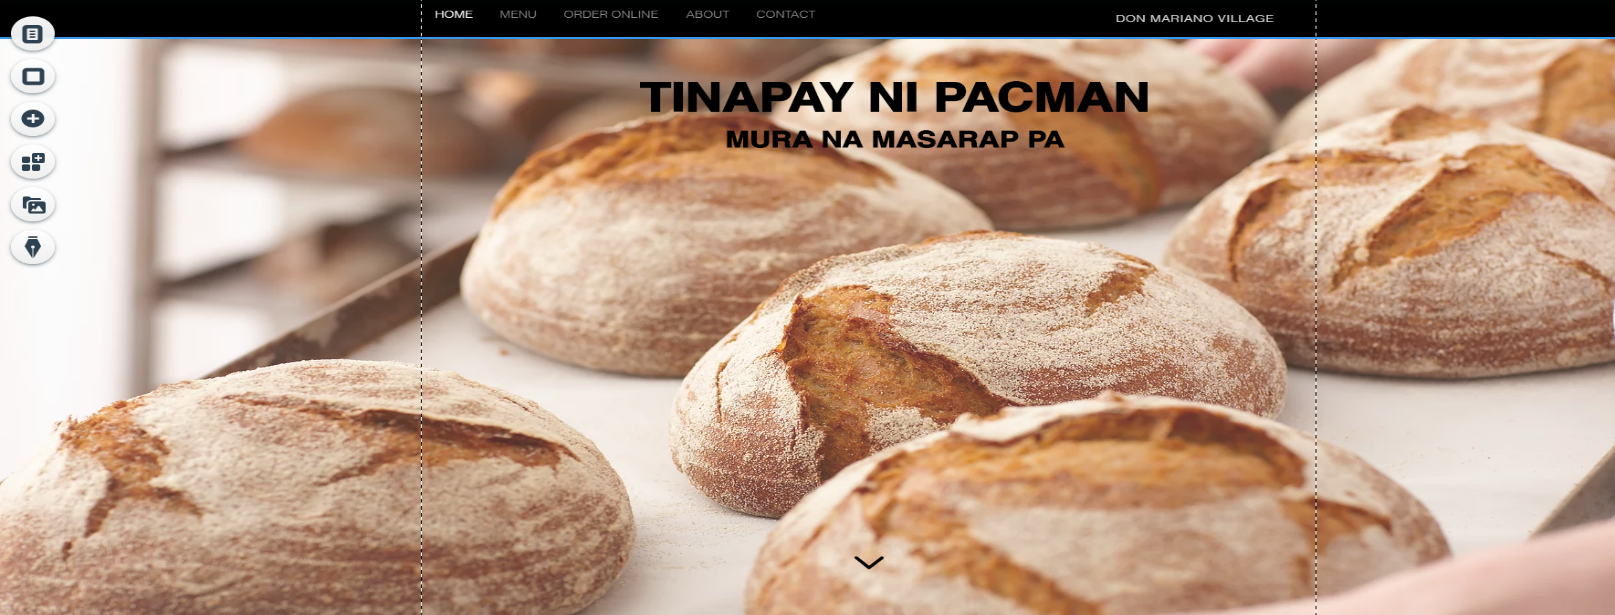 HOME MENU ORDER ONLINE ABOUT CONTACT DON MARIANO VILLAGE
TINAPAY NI PACMAN
MURA NA MASARAP PA